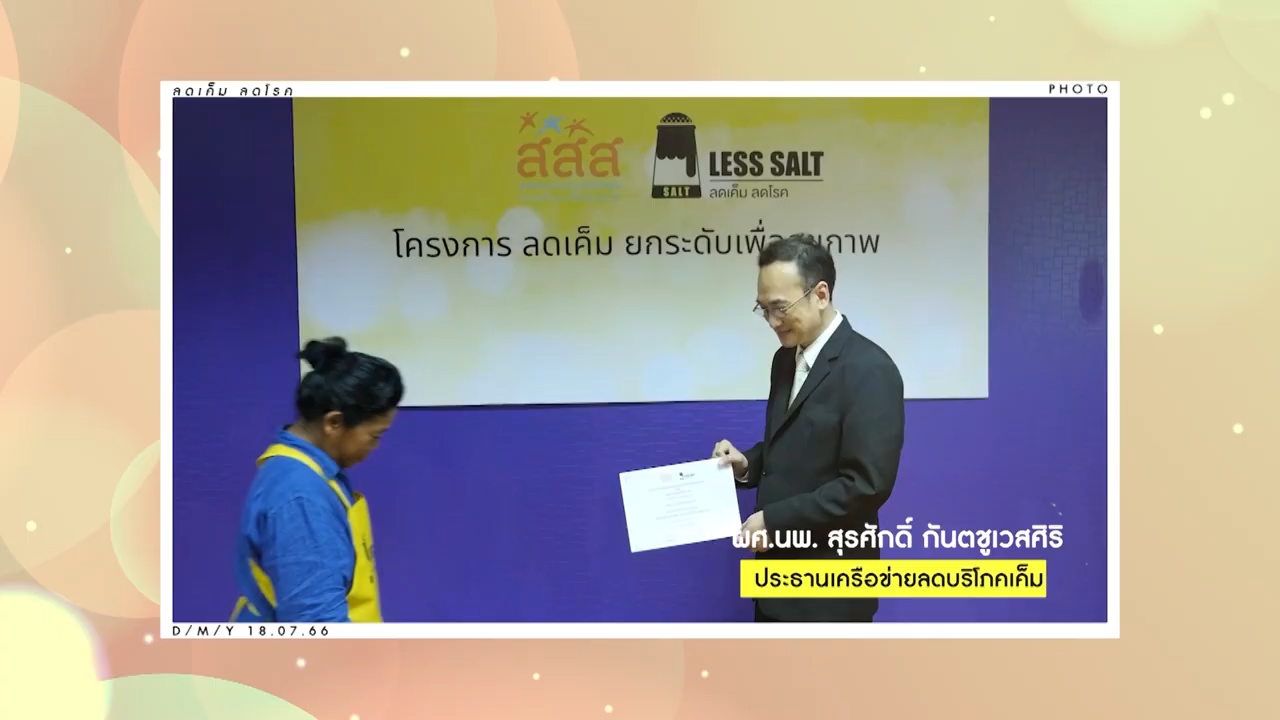 ลดเค็ม ลดโรค
PHOTO
สสส
SALT
LESS SALT
ลดเค็ม ลดโรค
โครงการ ลดเค็ม ยกระดับเพื่อสุขภาพ
ผศ.นพ. สุรศักดิ์ กันตชูเวสศิริ
ประธานเครือข่ายลดบริโภคเค็ม
D/M/Y 18.07.66